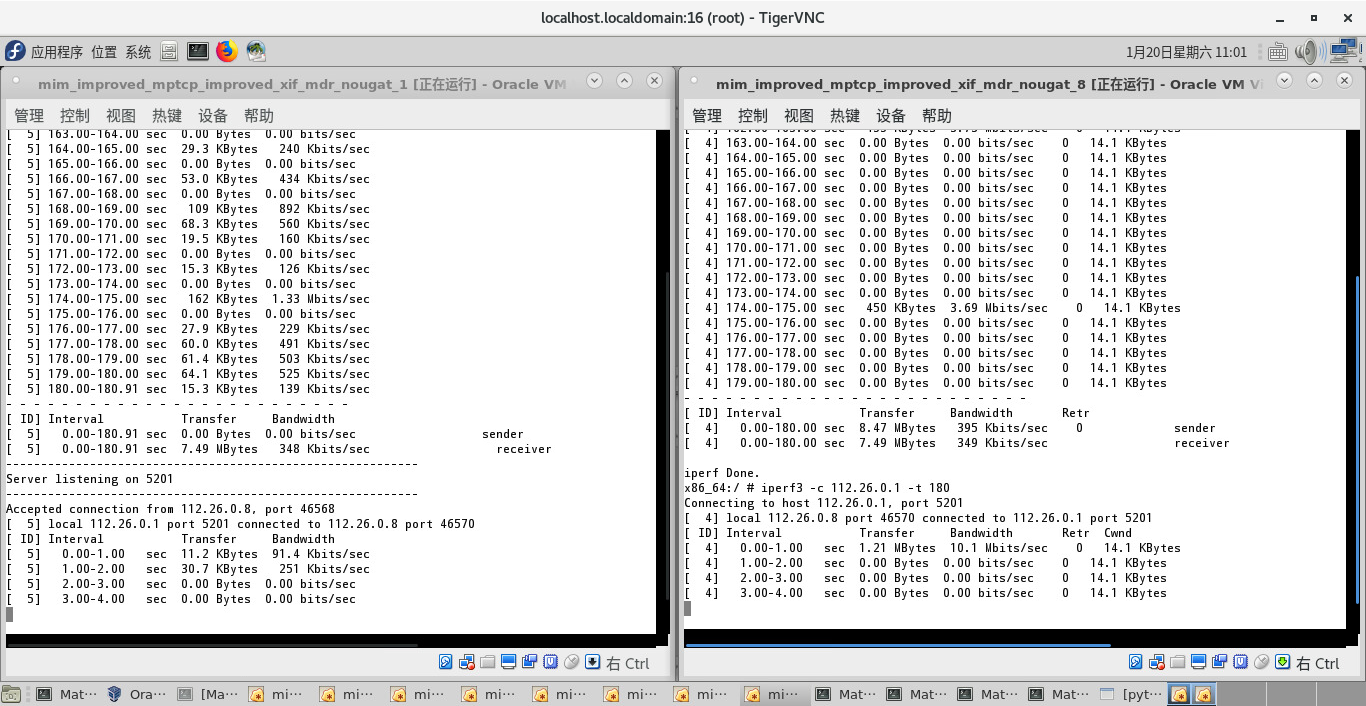 localhost.localdomain:16 (root) - TigerVNC
应用程序 位置 系统
1月20日星期六 11:01
mim_improved_mptcp_improved_xif_mdr_nougat_1 [正在运行] - Oracle VM
管理 控制 视图 热键 设备 帮助
[  5] 163.00-164.00 sec  0.00 Bytes  0.00 bits/sec
[  5] 164.00-165.00 sec  29.3 KBytes   240 Kbits/sec
[  5] 165.00-166.00 sec  0.00 Bytes  0.00 bits/sec
[  5] 166.00-167.00 sec  53.0 KBytes   434 Kbits/sec
[  5] 167.00-168.00 sec  0.00 Bytes  0.00 bits/sec
[  5] 168.00-169.00 sec   109 KBytes   892 Kbits/sec
[  5] 169.00-170.00 sec  68.3 KBytes   560 Kbits/sec
[  5] 170.00-171.00 sec  19.5 KBytes   160 Kbits/sec
[  5] 171.00-172.00 sec  0.00 Bytes  0.00 bits/sec
[  5] 172.00-173.00 sec  15.3 KBytes   126 Kbits/sec
[  5] 173.00-174.00 sec  0.00 Bytes  0.00 bits/sec
[  5] 174.00-175.00 sec   162 KBytes  1.33 Mbits/sec
[  5] 175.00-176.00 sec  0.00 Bytes  0.00 bits/sec
[  5] 176.00-177.00 sec  27.9 KBytes   229 Kbits/sec
[  5] 177.00-178.00 sec  60.0 KBytes   491 Kbits/sec
[  5] 178.00-179.00 sec  61.4 KBytes   503 Kbits/sec
[  5] 179.00-180.00 sec  64.1 KBytes   525 Kbits/sec
[  5] 180.00-180.91 sec  15.3 KBytes   139 Kbits/sec
- - - - - - - - - - - - - - - - - - - - - - - - -
[ ID] Interval           Transfer     Bandwidth
[  5]   0.00-180.91 sec  0.00 Bytes  0.00 bits/sec                  sender
[  5]   0.00-180.91 sec  7.49 MBytes   348 Kbits/sec                  receiver
-----------------------------------------------------------
Server listening on 5201
-----------------------------------------------------------
Accepted connection from 112.26.0.8, port 46568
[  5] local 112.26.0.1 port 5201 connected to 112.26.0.8 port 46570
[ ID] Interval           Transfer     Bandwidth
[  5]   0.00-1.00   sec  11.2 KBytes  91.4 Kbits/sec
[  5]   1.00-2.00   sec  30.7 KBytes   251 Kbits/sec
[  5]   2.00-3.00   sec  0.00 Bytes  0.00 bits/sec
[  5]   3.00-4.00   sec  0.00 Bytes  0.00 bits/sec
右 Ctrl
mim_improved_mptcp_improved_xif_mdr_nougat_8 [正在运行] - Oracle VM Vi
管理 控制 视图 热键 设备 帮助
[  4] 163.00-164.00 sec  0.00 Bytes  0.00 bits/sec    0   14.1 KBytes
[  4] 164.00-165.00 sec  0.00 Bytes  0.00 bits/sec    0   14.1 KBytes
[  4] 165.00-166.00 sec  0.00 Bytes  0.00 bits/sec    0   14.1 KBytes
[  4] 166.00-167.00 sec  0.00 Bytes  0.00 bits/sec    0   14.1 KBytes
[  4] 167.00-168.00 sec  0.00 Bytes  0.00 bits/sec    0   14.1 KBytes
[  4] 168.00-169.00 sec  0.00 Bytes  0.00 bits/sec    0   14.1 KBytes
[  4] 169.00-170.00 sec  0.00 Bytes  0.00 bits/sec    0   14.1 KBytes
[  4] 170.00-171.00 sec  0.00 Bytes  0.00 bits/sec    0   14.1 KBytes
[  4] 171.00-172.00 sec  0.00 Bytes  0.00 bits/sec    0   14.1 KBytes
[  4] 172.00-173.00 sec  0.00 Bytes  0.00 bits/sec    0   14.1 KBytes
[  4] 173.00-174.00 sec  0.00 Bytes  0.00 bits/sec    0   14.1 KBytes
[  4] 174.00-175.00 sec   450 KBytes  3.69 Mbits/sec    0   14.1 KBytes
[  4] 175.00-176.00 sec  0.00 Bytes  0.00 bits/sec    0   14.1 KBytes
[  4] 176.00-177.00 sec  0.00 Bytes  0.00 bits/sec    0   14.1 KBytes
[  4] 177.00-178.00 sec  0.00 Bytes  0.00 bits/sec    0   14.1 KBytes
[  4] 178.00-179.00 sec  0.00 Bytes  0.00 bits/sec    0   14.1 KBytes
[  4] 179.00-180.00 sec  0.00 Bytes  0.00 bits/sec    0   14.1 KBytes
- - - - - - - - - - - - - - - - - - - - - - - - -
[ ID] Interval           Transfer     Bandwidth       Retr
[  4]   0.00-180.00 sec  8.47 MBytes   395 Kbits/sec    0             sender
[  4]   0.00-180.00 sec  7.49 MBytes   349 Kbits/sec                  receiver
iperf Done.
x86_64:/ # iperf3 -c 112.26.0.1 -t 180
Connecting to host 112.26.0.1, port 5201
[  4] local 112.26.0.8 port 46570 connected to 112.26.0.1 port 5201
[ ID] Interval           Transfer     Bandwidth       Retr  Cwnd
[  4]   0.00-1.00   sec  1.21 MBytes  10.1 Mbits/sec    0   14.1 KBytes
[  4]   1.00-2.00   sec  0.00 Bytes  0.00 bits/sec    0   14.1 KBytes
[  4]   2.00-3.00   sec  0.00 Bytes  0.00 bits/sec    0   14.1 KBytes
[  4]   3.00-4.00   sec  0.00 Bytes  0.00 bits/sec    0   14.1 KBytes
右 Ctrl
Mat··· Ora··· [Ma··· mi··· mi··· mi··· mi··· mi··· mi··· mi··· mi··· Mat··· Mat··· Mat··· Mat··· [pyt···